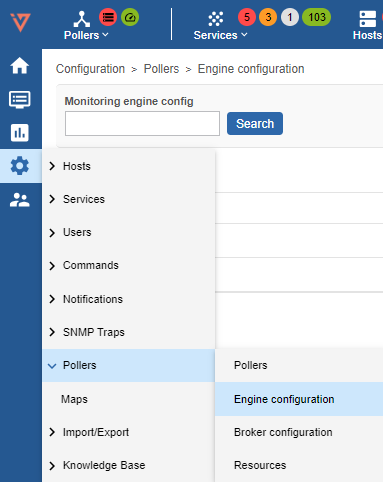 5 3 1 103
Pollers Services Hosts
Configuration > Pollers > Engine configuration
Monitoring engine config
Search
Hosts
Services
Users
Commands
Notifications
SNMP Traps
Pollers Pollers
Maps Engine configuration
Import/Export Broker configuration
Knowledge Base Resources